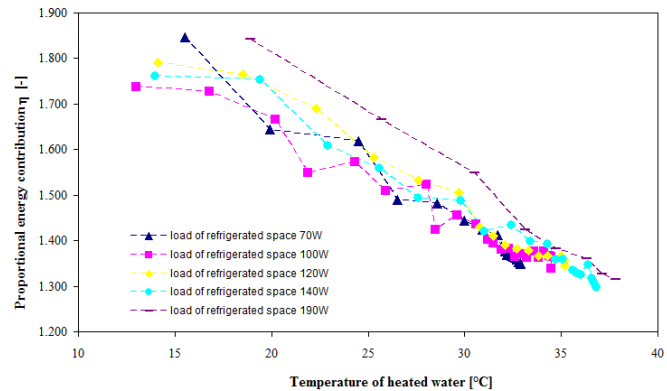 1.900
1.800
1.700
1.600
1.500
1.400
1.300
1.200
Proportional energy contribution η [-]
load of refrigerated space 70W
load of refrigerated space 100W
load of refrigerated space 120W
load of refrigerated space 140W
load of refrigerated space 190W
10 15 20 25 30 35 40
Temperature of heated water [°C]